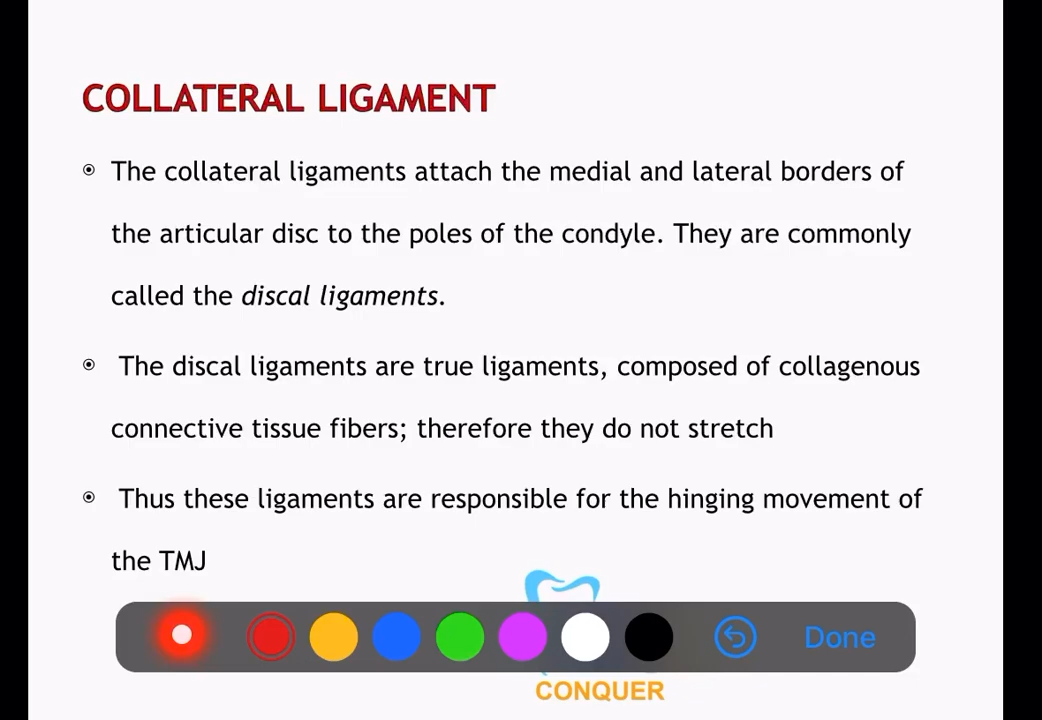 COLLATERAL LIGAMENT
The collateral ligaments attach the medial and lateral borders of
the articular disc to the poles of the condyle. They are commonly
called the discal ligaments.
The discal ligaments are true ligaments, composed of collagenous
connective tissue fibers; therefore they do not stretch
Thus these ligaments are responsible for the hinging movement of
the TMJ
Done
CONQUER